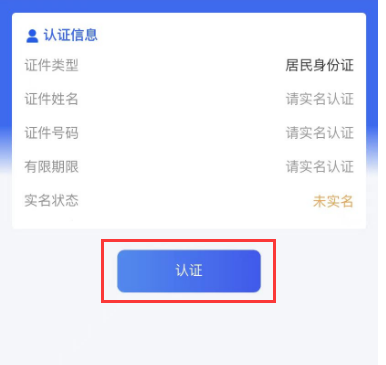 认证信息
证件类型 居民身份证
证件姓名 请实名认证
证件号码 请实名认证
有限期限 请实名认证
实名状态 未实名
认证